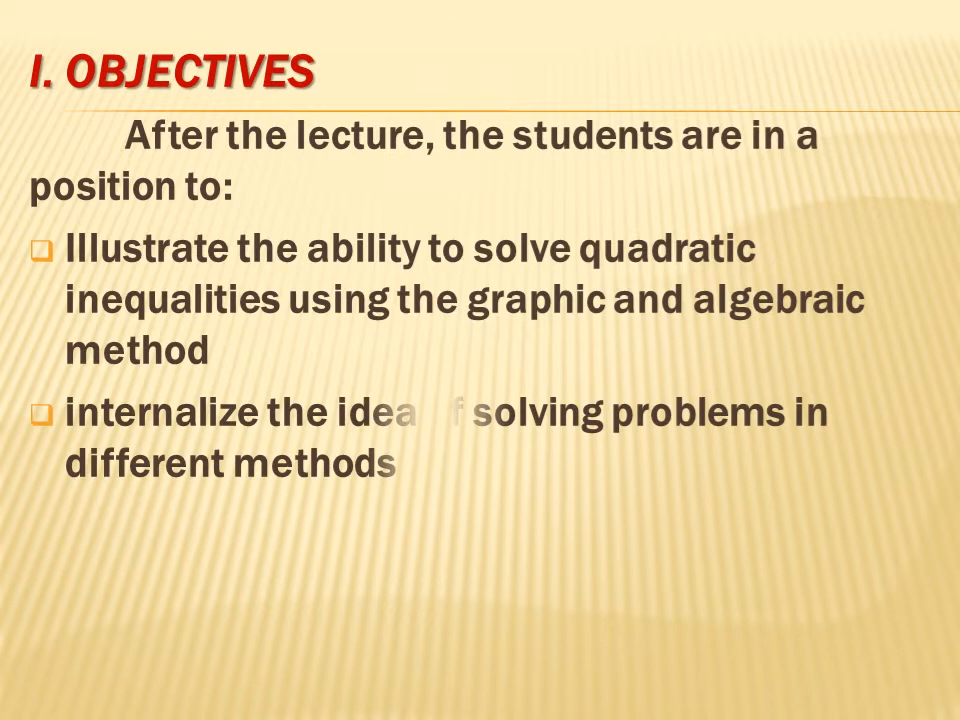 I. OBJECTIVES
After the lecture, the students are in a
position to:
Illustrate the ability to solve quadratic
inequalities using the graphic and algebraic
method
internalize the idea solving problems in
different methods